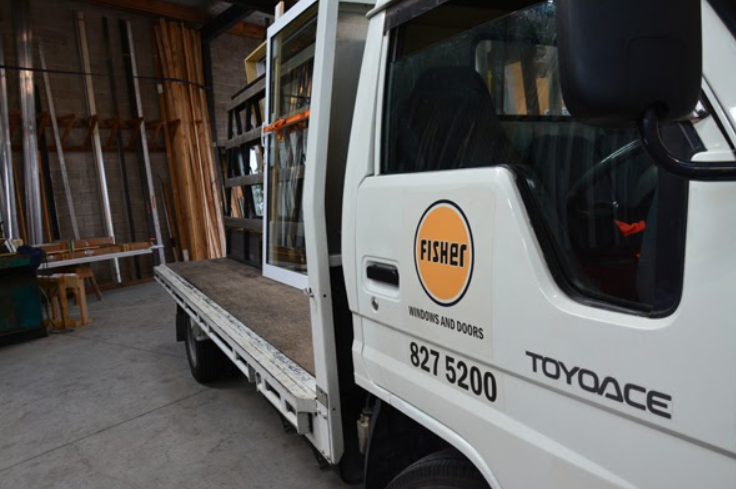 FISHER
WINDOWS AND DOORS
827 5200
TOYOACE